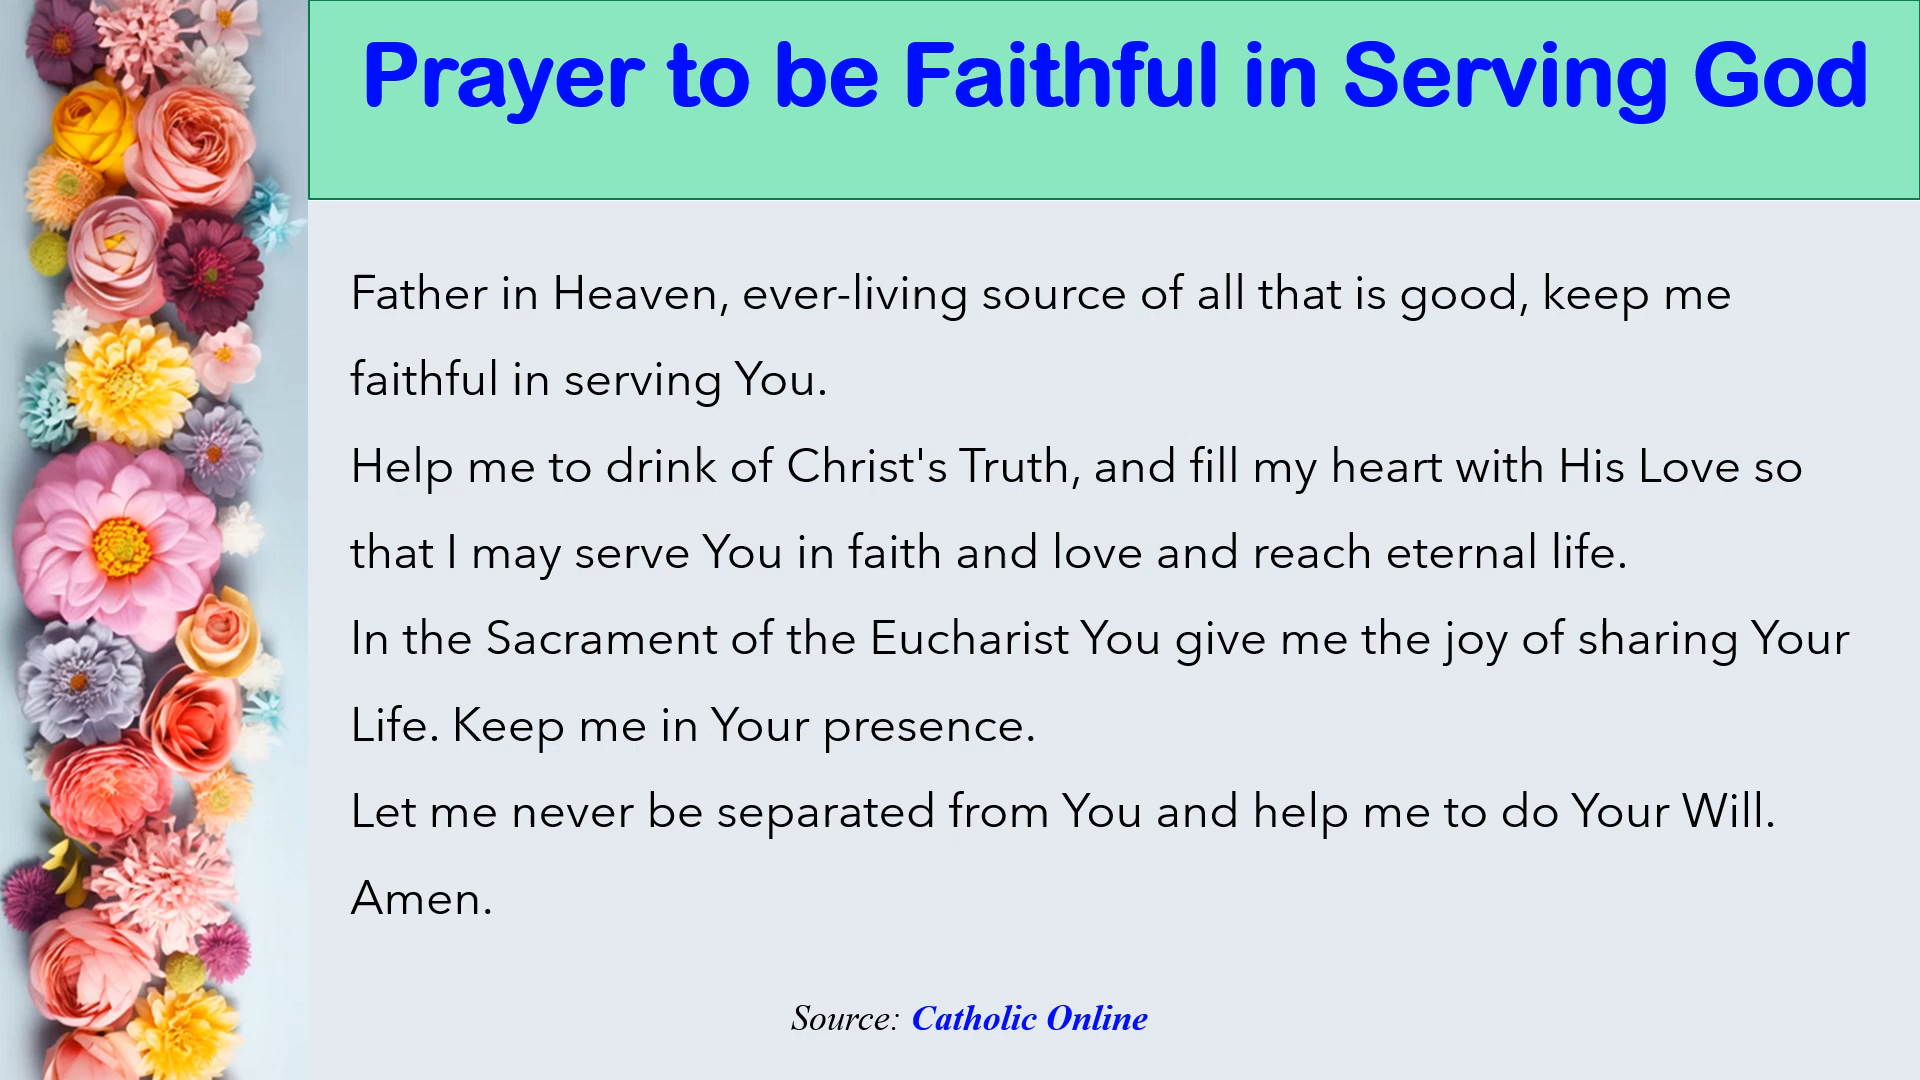 Prayer to be Faithful in Serving God
Father in Heaven, ever-living source of all that is good, keep me
faithful in serving You.
Help me to drink of Christ's Truth, and fill my heart with His Love so
that I may serve You in faith and love and reach eternal life.
In the Sacrament of the Eucharist You give me the joy of sharing Your
Life. Keep me in Your presence.
Let me never be separated from You and help me to do Your Will.
Amen.
Source: Catholic Online